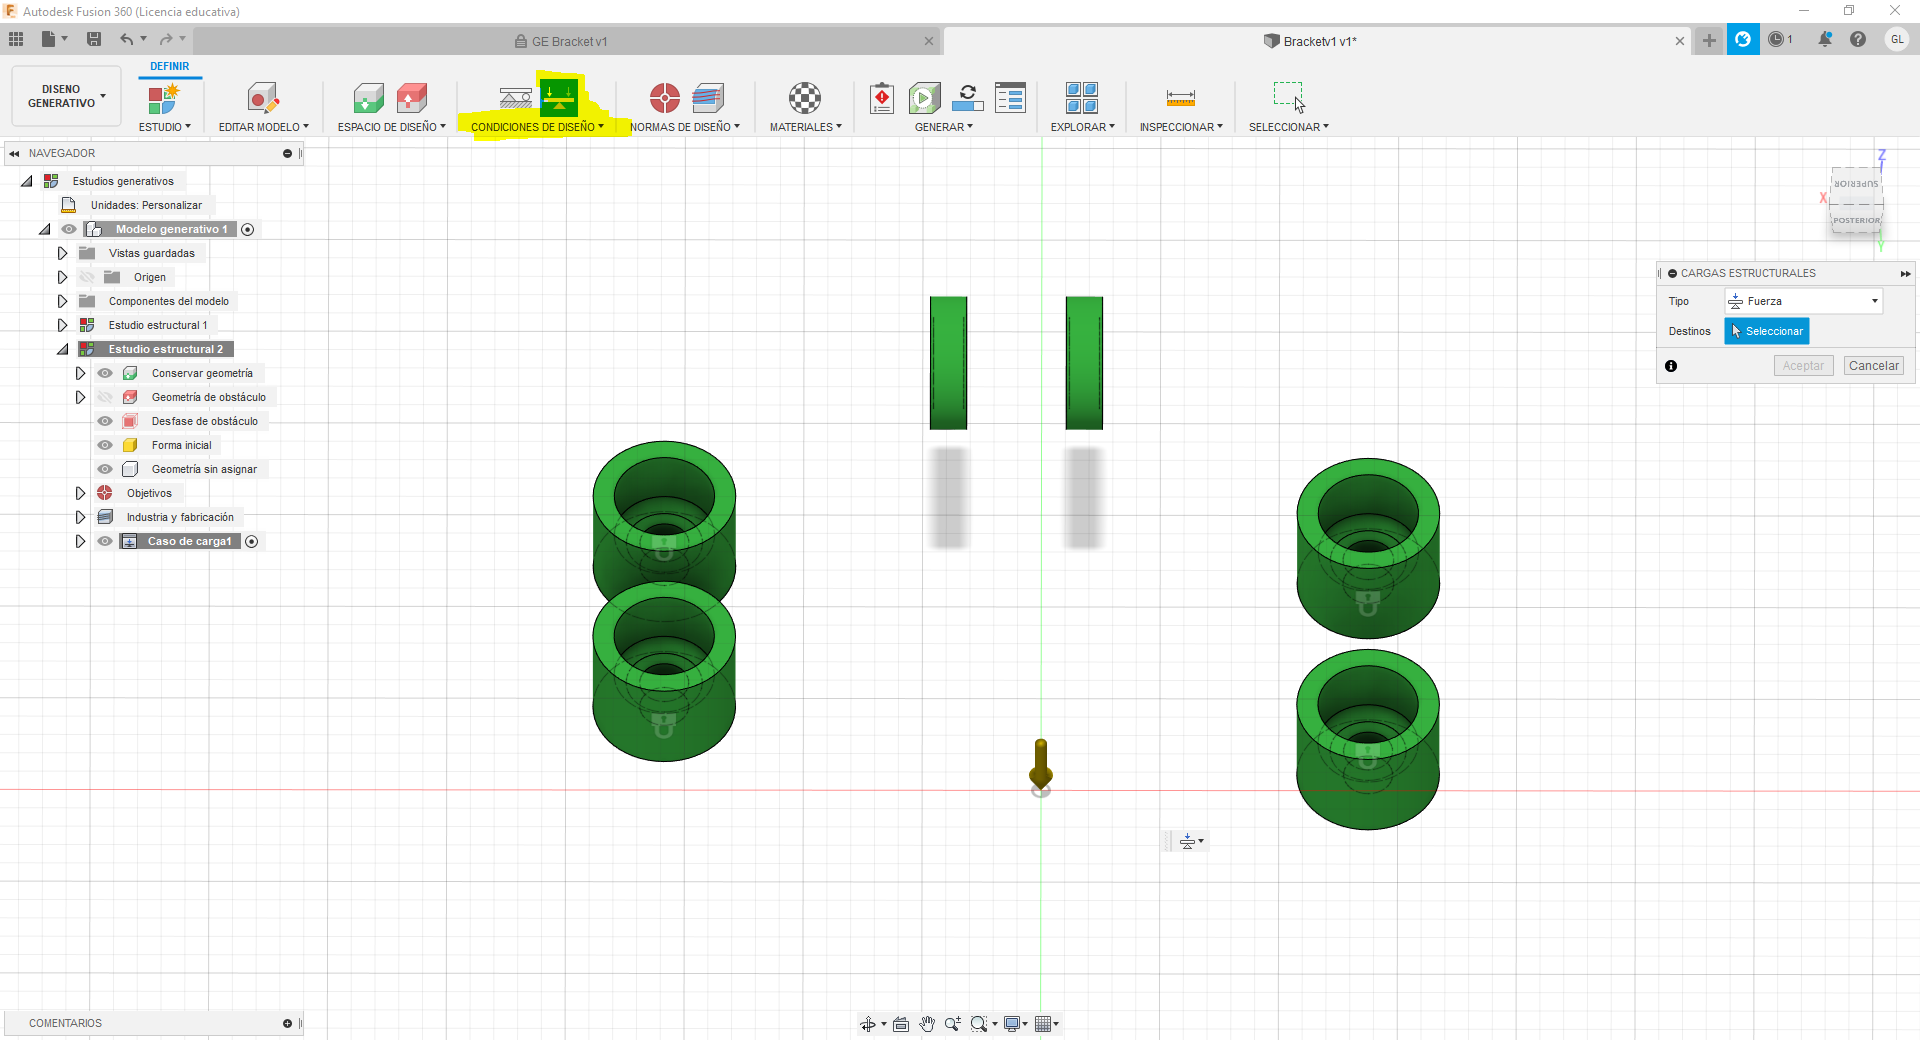 Autodesk Fusion 360 (Licencia educativa)
GE Bracket v1
Bracketv1 v1*
1
GL
DISENO
GENERATIVO
DEFINIR
ESTUDIO
EDITAR MODELO
ESPACIO DE DISEÑO
CONDICIONES DE DISEÑO
NORMAS DE DISEÑO
MATERIALES
GENERAR
EXPLORAR
INSPECCIONAR
SELECCIONAR
NAVEGADOR
Estudios generativos
Unidades: Personalizar
Modelo generativo 1
Vistas guardadas
Origen
Componentes del modelo
Estudio estructural 1
Estudio estructural 2
Conservar geometría
Geometría de obstáculo
Desfase de obstáculo
Forma inicial
Geometría sin asignar
Objetivos
Industria y fabricación
Caso de carga1
Z
SUPERIOR
X
POSTERIOR
Y
CARGAS ESTRUCTURALES
Tipo
Fuerza
Destinos
Seleccionar
Aceptar
Cancelar
COMENTARIOS